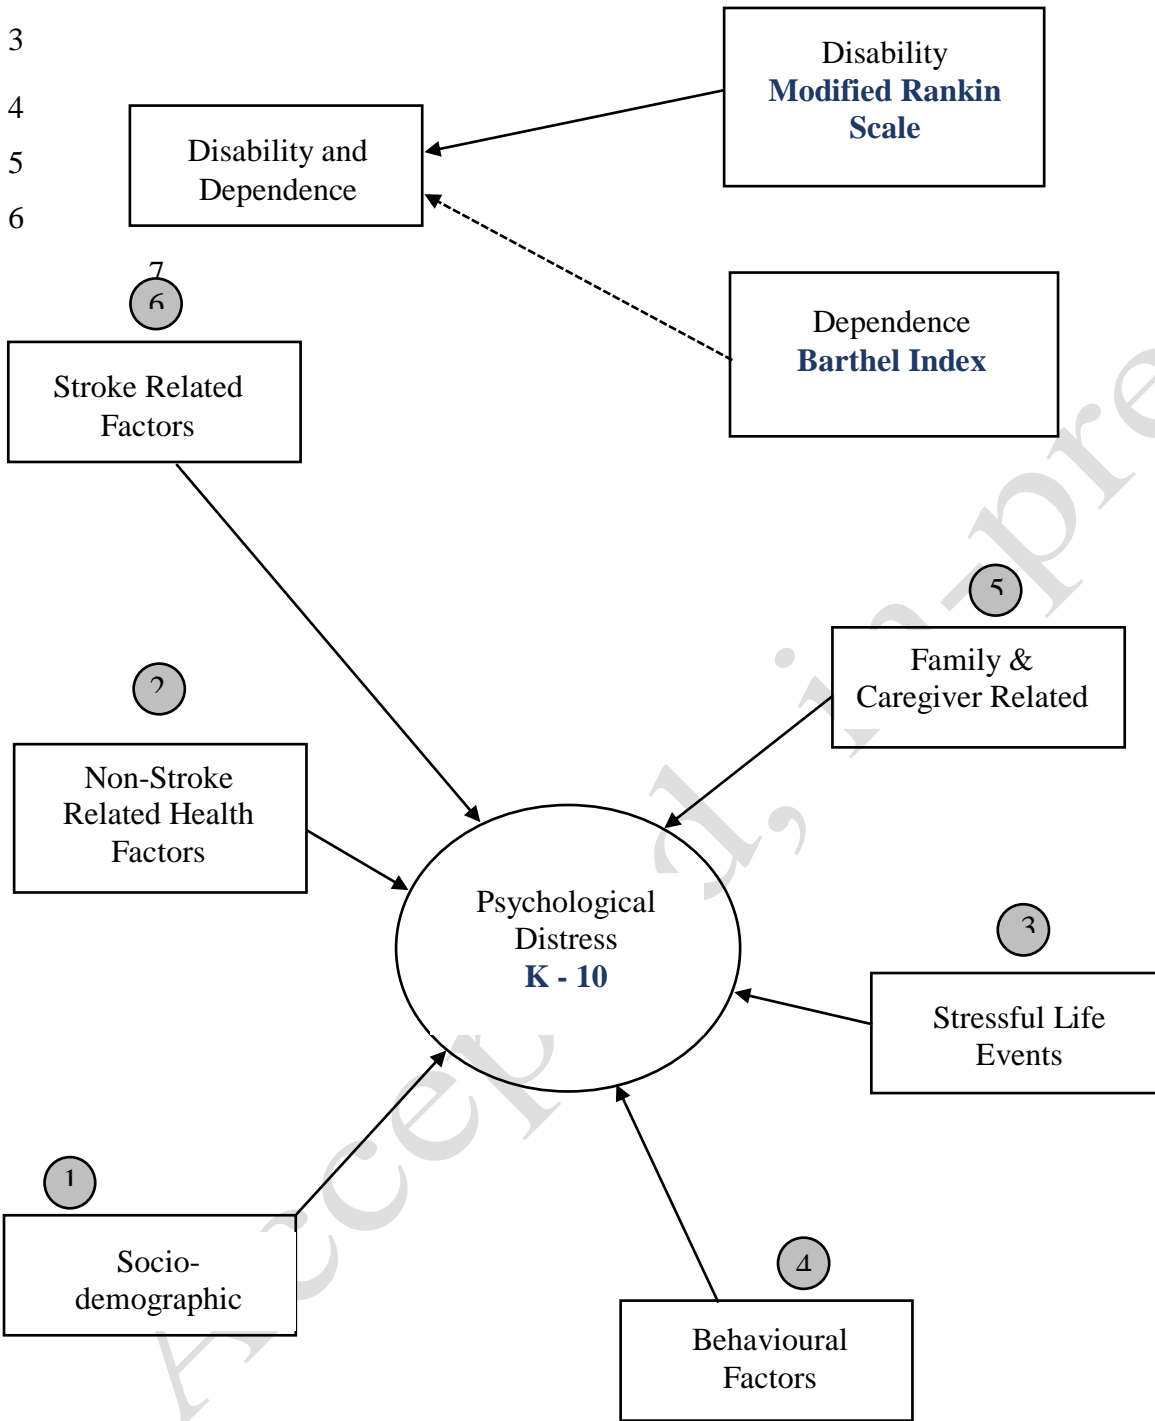 3
Disability
Modified Rankin
Scale
4
Disability and
Dependence
5
6
7
6
Dependence
Barthel Index
Stroke Related
Factors
5
Family &
Caregiver Related
2
Non-Stroke
Related Health
Factors
Psychological
Distress
K - 10
3
Stressful Life
Events
1
Socio-
demographic
4
Behavioural
Factors